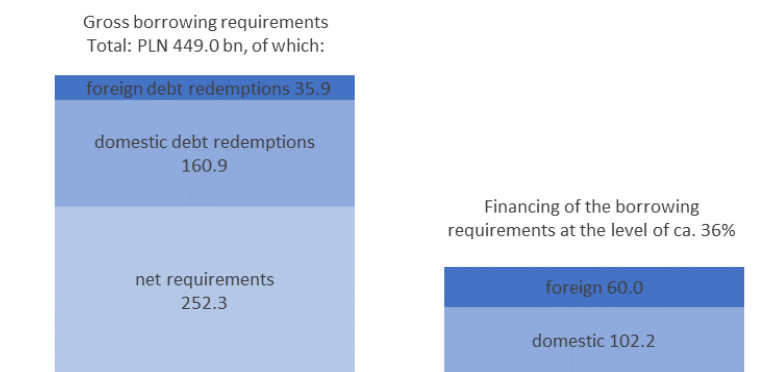 Gross borrowing requirements
Total: PLN 449.0 bn, of which:
foreign debt redemptions 35.9
domestic debt redemptions
160.9
net requirements
252.3
Financing of the borrowing
requirements at the level of ca. 36%
foreign 60.0
domestic 102.2